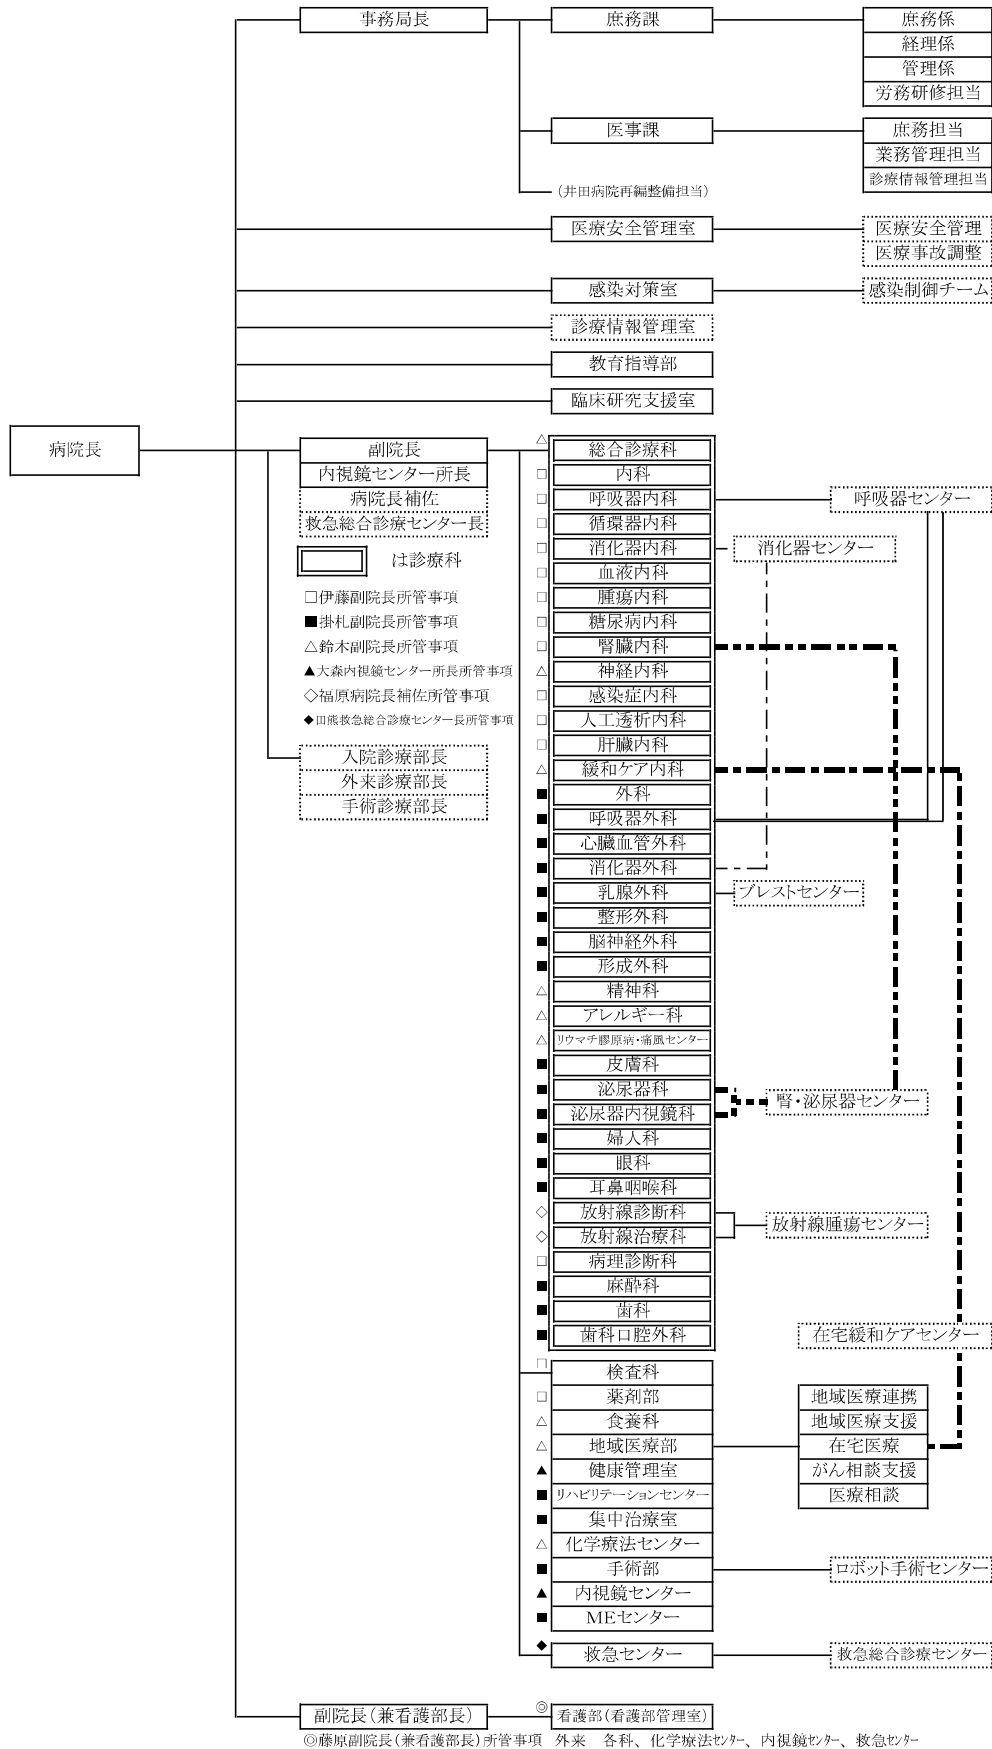 事務局長 庶務課 庶務係
経理係
管理係
労務研修担当
医事課 庶務担当
業務管理担当
診療情報管理担当
(井田病院再編整備担当)
医療安全管理室 医療安全管理
医療事故調整
感染対策室 感染制御チーム
診療情報管理室
教育指導部
臨床研究支援室
病院長 副院長 △ 総合診療科
内視鏡センター所長 □ 内科
病院長補佐 □ 呼吸器内科 呼吸器センター
救急総合診療センター長 □ 循環器内科
は診療科 □ 消化器内科 消化器センター
□ 血液内科
□伊藤副院長所管事項 □ 腫瘍内科
■掛札副院長所管事項 □ 糖尿病内科
△鈴木副院長所管事項 □ 腎臓内科
▲大森内視鏡センター所長所管事項 △ 神経内科
◇福原病院長補佐所管事項 □ 感染症内科
◆田熊救急総合診療センター長所管事項 □ 人工透析内科
入院診療部長 □ 肝臓内科
外来診療部長 △ 緩和ケア内科
手術診療部長 ■ 外科
■ 呼吸器外科
■ 心臓血管外科
■ 消化器外科
■ 乳腺外科 ブレストセンター
■ 整形外科
■ 脳神経外科
■ 形成外科
△ 精神科
△ アレルギー科
△ リウマチ膠原病・痛風センター
■ 皮膚科
■ 泌尿器科 腎・泌尿器センター
■ 泌尿器内視鏡科
■ 婦人科
■ 眼科
■ 耳鼻咽喉科
◇ 放射線診断科 放射線腫瘍センター
◇ 放射線治療科
□ 病理診断科
■ 麻酔科
■ 歯科
■ 歯科口腔外科 在宅緩和ケアセンター
□ 検査科
□ 薬剤部 地域医療連携
△ 食養科 地域医療支援
△ 地域医療部 在宅医療
▲ 健康管理室 がん相談支援
■ リハビリテーションセンター 医療相談
■ 集中治療室
△ 化学療法センター
■ 手術部 ロボット手術センター
▲ 内視鏡センター
■ MEセンター
◆ 救急センター 救急総合診療センター
副院長(兼看護部長) ◎ 看護部(看護部管理室)
◎藤原副院長(兼看護部長)所管事項 外来 各科、化学療法センター、内視鏡センター、救急センター